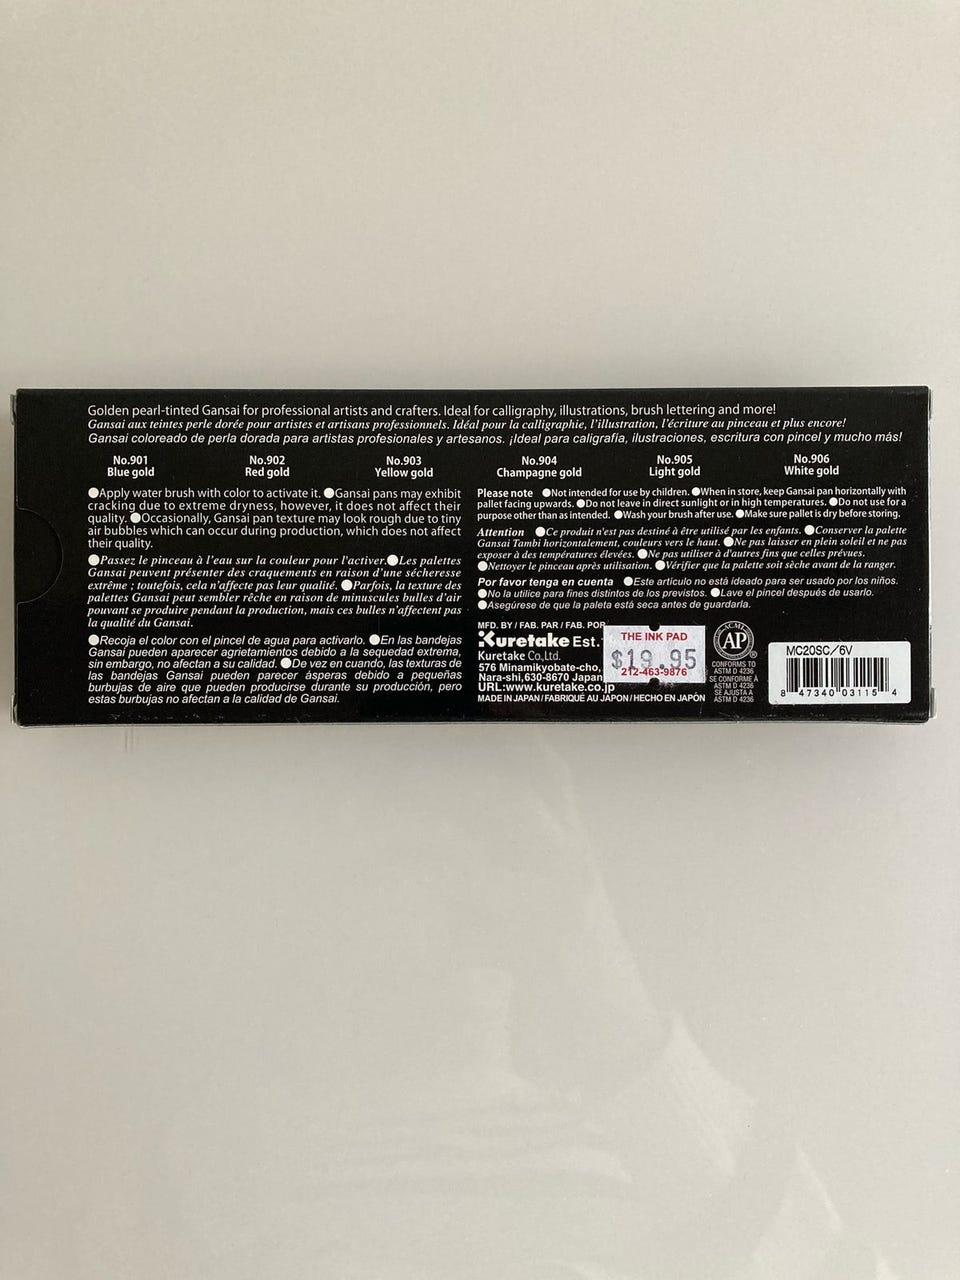 Golden pearl-tinted Gansai for professional artists and crafters. Ideal for calligraphy, illustrations, brush lettering and more!
Gansai aux teintes perle dorée pour artistes et artisans professionnels. Idéal pour la calligraphie, l'illustration, l'écriture au pinceau et plus encore!
Gansai coloreado de perla dorada para artistas profesionales y artesanos. ¡Ideal para caligrafía, ilustraciones, escritura con pincel y mucho más!
No.901 No.902 No.903 No.904 No.905 No.906
Blue gold Red gold Yellow gold Champagne gold Light gold White gold
●Apply water brush with color to activate it. ●Gansai pans may exhibit
cracking due to extreme dryness, however, it does not affect their
quality. ●Occasionally, Gansai pan texture may look rough due to tiny
air bubbles which can occur during production, which does not affect
their quality.
●Passez le pinceau à l'eau sur la couleur pour l'activer.●Les palettes
Gansai peuvent présenter des craquements en raison d'une sécheresse
extrême ; toutefois, cela n'affecte pas leur qualité. ●Parfois, la texture des
palettes Gansai peut sembler rêche en raison de minuscules bulles d'air
pouvant se produire pendant la production, mais ces bulles n'affectent pas
la qualité du Gansai.
●Recoja el color con el pincel de agua para activarlo. ●En las bandejas
Gansai pueden aparecer agrietamientos debido a la sequedad extrema,
sin embargo, no afectan a su calidad. ●De vez en cuando, las texturas de
las bandejas Gansai pueden parecer ásperas debido a pequeñas
burbujas de aire que pueden producirse durante su producción, pero
estas burbujas no afectan a la calidad de Gansai.
Please note ●Not intended for use by children. ●When in store, keep Gansai pan horizontally with
pallet facing upwards. ●Do not leave in direct sunlight or in high temperatures. ●Do not use for a
purpose other than as intended. ●Wash your brush after use. ●Make sure pallet is dry before storing.
Attention ●Ce produit n'est pas destiné à être utilisé par les enfants. ●Conserver la palette
Gansai Tambi horizontalement, couleurs vers le haut. ●Ne pas laisser en plein soleil et ne pas
exposer à des températures élevées. ●Ne pas utiliser à d'autres fins que celles prévues.
●Nettoyer le pinceau après utilisation. ●Vérifier que la palette soit sèche avant de la ranger.
Por favor tenga en cuenta ●Este artículo no está ideado para ser usado por los niños.
●No la utilice para fines distintos de los previstos. ●Lave el pincel después de usarlo.
●Asegúrese de que la paleta está seca antes de guardarla.
MFD. BY / FAB. PAR / FAB. POR
Kuretake Est.
Kuretake Co,Ltd.
576 Minamikyobate-cho,
Nara-shi,630-8670 Japan
URL:www.kuretake.co.jp
MADE IN JAPAN / FABRIQUÉ AU JAPON / HECHO EN JAPÓN
THE INK PAD
$19.95
212-463-9876
ACMI
AP
®
CONFORMS TO
ASTM D 4236
SE CONFORME À
ASTM D 4236
SE AJUSTA A
ASTM D 4236
MC20SC/6V
8 47340 03115 4